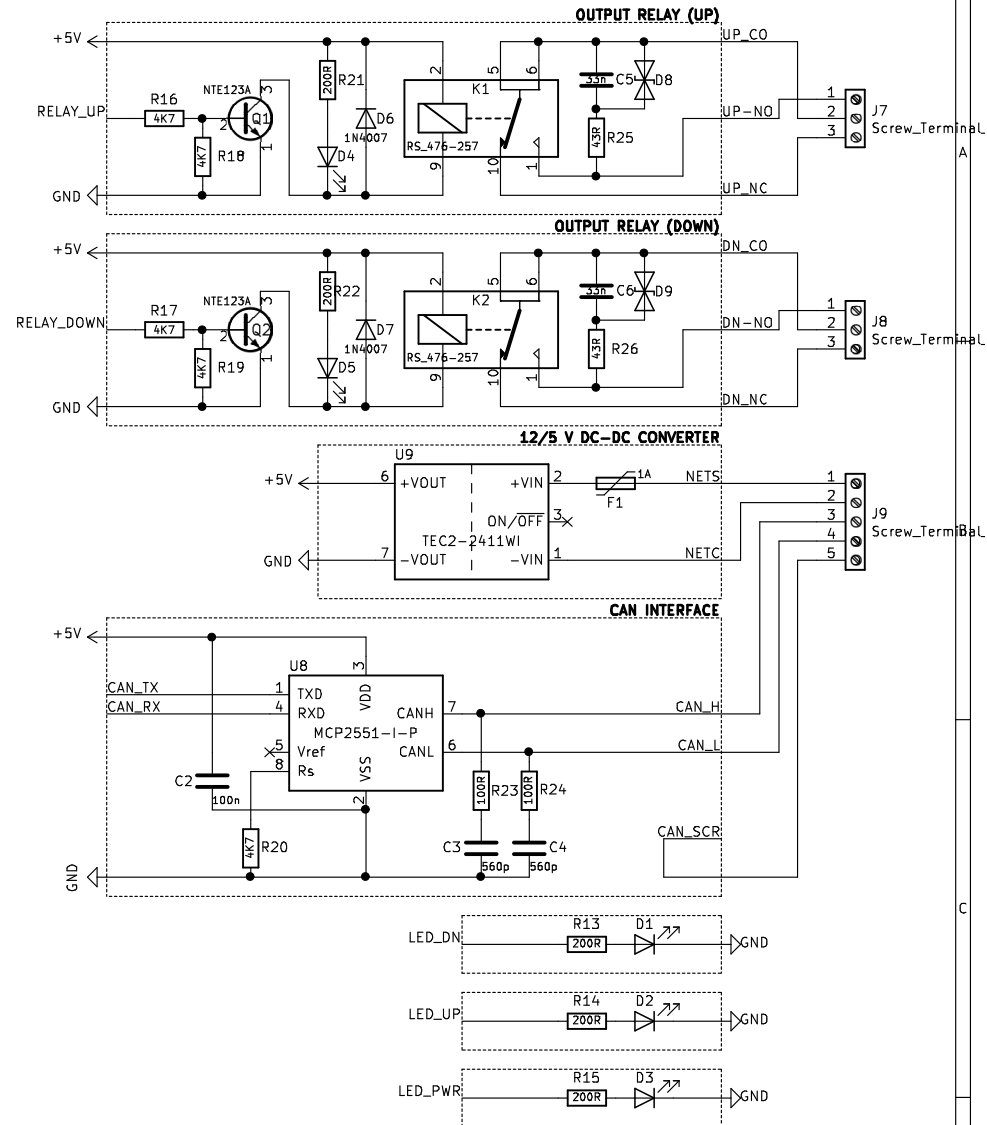 OUTPUT RELAY (UP)
+5V
UP_CO
2
5
6
200R
R21
33n
C5
D8
K1
NTE123A
3
R16
4K7
RELAY_UP
Q1
2
D6
1N4007
UP-NO
1
2
3
J7
Screw_Terminal
43R
R25
RS_476-257
4K7
R18
1
D4
9
10
1
A
GND
UP_NC
OUTPUT RELAY (DOWN)
+5V
DN_CO
2
5
6
200R
R22
33n
C6
D9
K2
NTE123A
3
R17
4K7
RELAY_DOWN
Q2
2
D7
1N4007
DN-NO
1
2
3
J8
Screw_Terminal
43R
R26
RS_476-257
4K7
R19
1
D5
9
10
1
GND
DN_NC
12/5 V DC-DC CONVERTER
U9
+5V
6
+VOUT
+VIN
2
1A
F1
NETS
ON/OFF
3
TEC2-2411WI
GND
7
-VOUT
-VIN
1
NETC
1
2
3
4
5
J9
Screw_Terminal
B
CAN INTERFACE
+5V
U8
3
CAN_TX
1
TXD
VDD
CAN_RX
4
RXD
CANH
7
CAN_H
MCP2551-I-P
5
Vref
CANL
6
CAN_L
8
Rs
VSS
C2
100n
2
100R
R23
100R
R24
CAN_SCR
4K7
R20
C3
560p
C4
560p
GND
C
LED_DN
R13
200R
D1
GND
LED_UP
R14
200R
D2
GND
LED_PWR
R15
200R
D3
GND